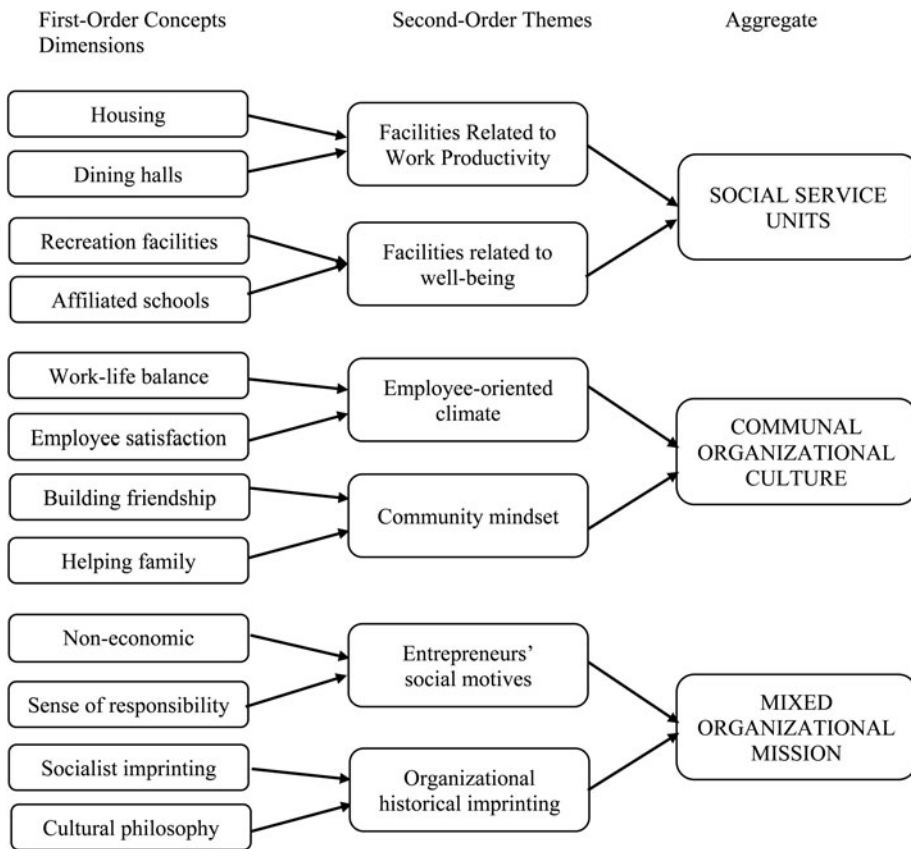 First-Order Concepts
Dimensions
Second-Order Themes
Aggregate
Housing
Dining halls
Recreation facilities
Affiliated schools
Work-life balance
Employee satisfaction
Building friendship
Helping family
Non-economic
Sense of responsibility
Socialist imprinting
Cultural philosophy
Facilities Related to
Work Productivity
Facilities related to
well-being
Employee-oriented
climate
Community mindset
Entrepreneurs’
social motives
Organizational
historical imprinting
SOCIAL SERVICE
UNITS
COMMUNAL
ORGANIZATIONAL
CULTURE
MIXED
ORGANIZATIONAL
MISSION